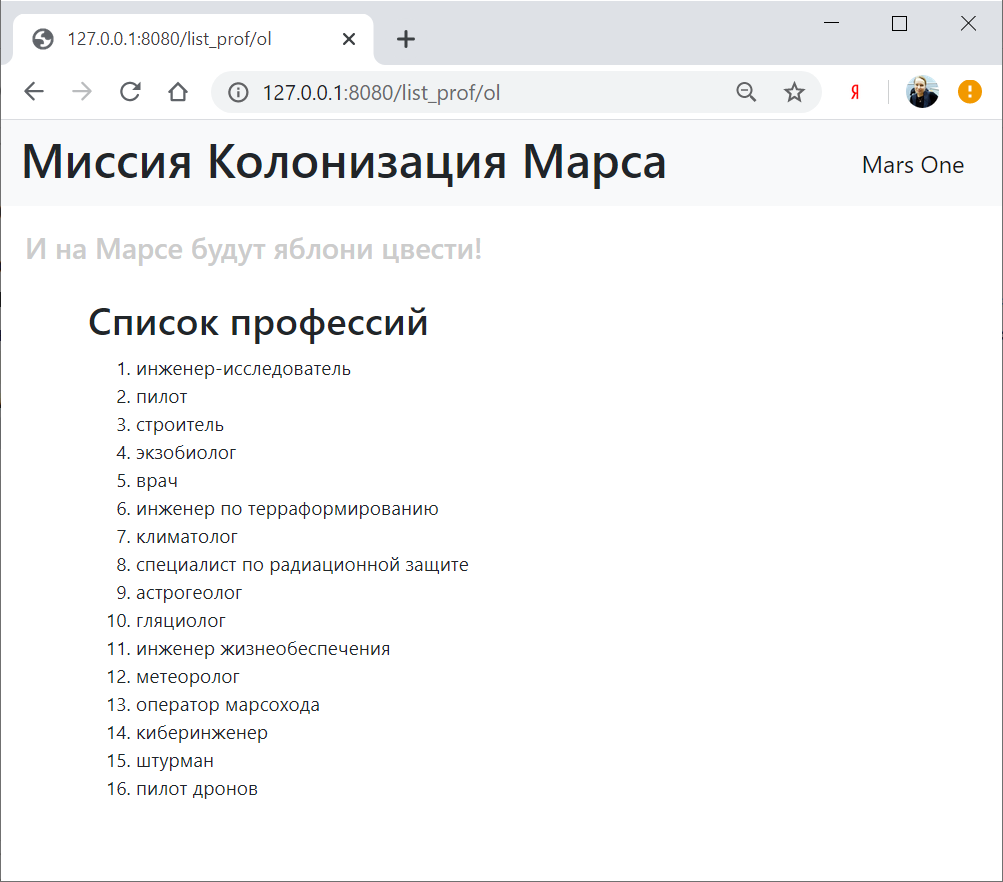 127.0.0.1:8080/list_prof/ol
127.0.0.1:8080/list_prof/ol
Я
Миссия Колонизация Марса
Mars One
И на Марсе будут яблони цвести!
Список профессий
1. инженер-исследователь
2. пилот
3. строитель
4. экзобиолог
5. врач
6. инженер по терраформированию
7. климатолог
8. специалист по радиационной защите
9. астрогеолог
10. гляциолог
11. инженер жизнеобеспечения
12. метеоролог
13. оператор марсохода
14. киберинженер
15. штурман
16. пилот дронов